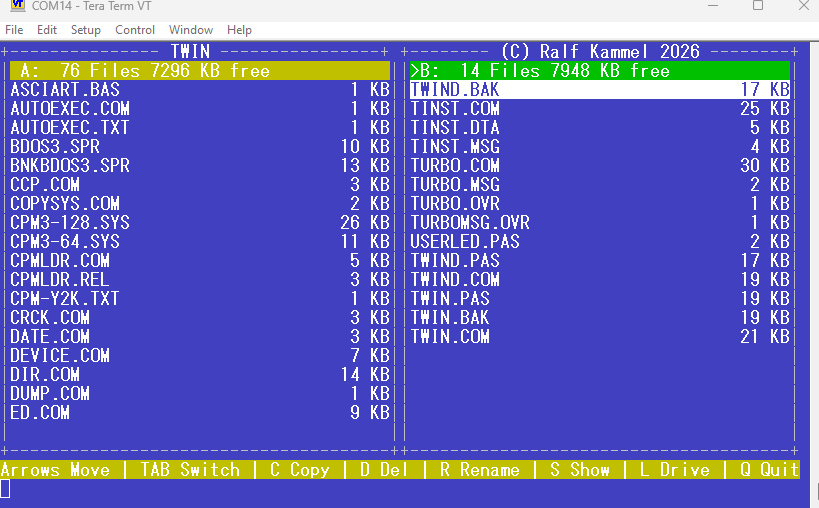 COM14 - Tera Term VT
File Edit Setup Control Window Help
+--------------- TWIN ----------------+ +-------- (C) Ralf Kammel 2026 --------+
| A:  76 Files 7296 KB free | |>B:  14 Files 7948 KB free |
|ASCIART.BAS 1 KB| |TWIND.BAK 17 KB|
|AUTOEXEC.COM 1 KB| |TINST.COM 25 KB|
|AUTOEXEC.TXT 1 KB| |TINST.DTA 5 KB|
|BDOS3.SPR 10 KB| |TINST.MSG 4 KB|
|BNKBDOS3.SPR 13 KB| |TURBO.COM 30 KB|
|CCP.COM 3 KB| |TURBO.MSG 2 KB|
|COPYSYS.COM 2 KB| |TURBO.OVR 1 KB|
|CPM3-128.SYS 26 KB| |TURBOMSG.OVR 1 KB|
|CPM3-64.SYS 11 KB| |USERLED.PAS 2 KB|
|CPMLDR.COM 5 KB| |TWIND.PAS 17 KB|
|CPMLDR.REL 3 KB| |TWIND.COM 19 KB|
|CPM-Y2K.TXT 1 KB| |TWIN.PAS 19 KB|
|CRCK.COM 3 KB| |TWIN.BAK 19 KB|
|DATE.COM 3 KB| |TWIN.COM 21 KB|
|DEVICE.COM 7 KB|
|DIR.COM 14 KB|
|DUMP.COM 1 KB|
|ED.COM 9 KB|
Arrows Move | TAB Switch | C Copy | D Del | R Rename | S Show | L Drive | Q Quit